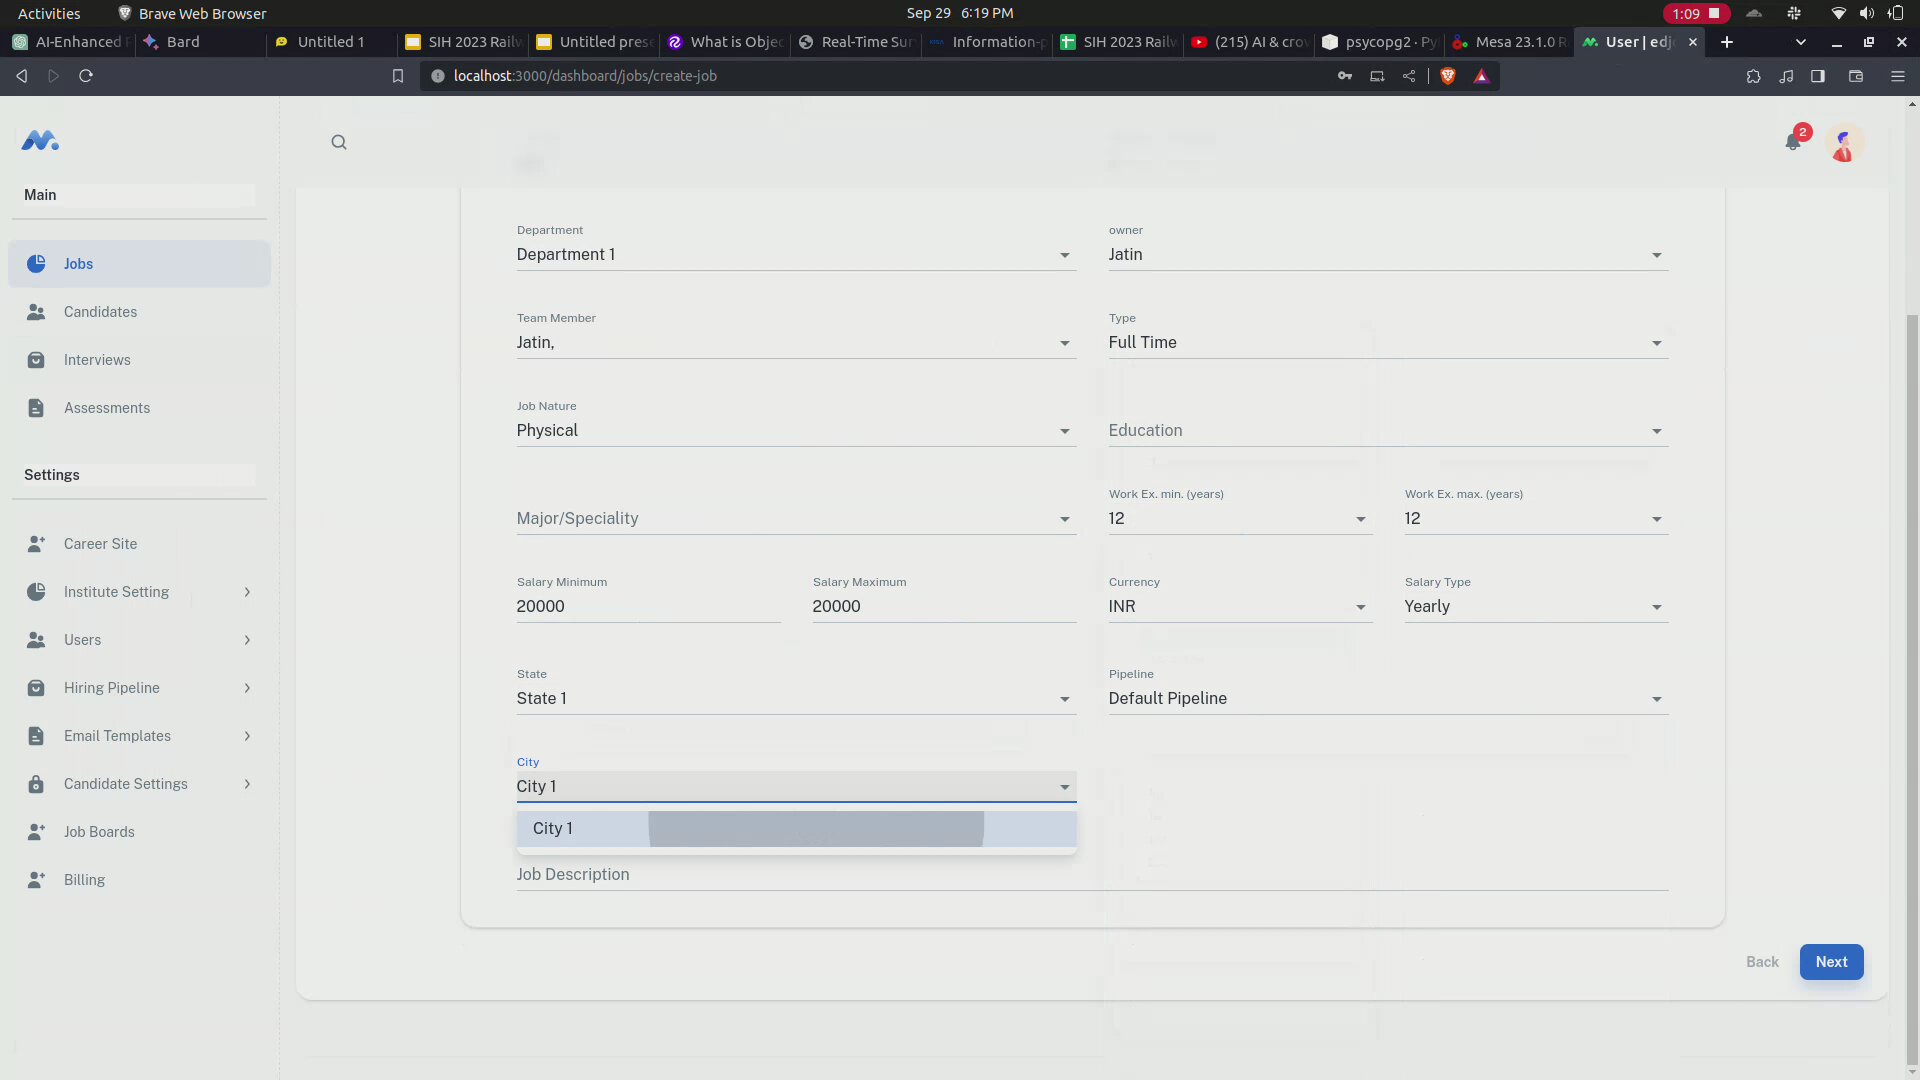 Activities
Brave Web Browser
Sep 29 6:19 PM
1:09
AI-Enhanced
Bard
Untitled 1
SIH 2023 Railw
Untitled prese
What is Objec
Real-Time Sur
Information-p
SIH 2023 Railw
(215) AI & crow
psycopg2 · Py
Mesa 23.1.0 R
User | edj
localhost:3000/dashboard/jobs/create-job
2
Main
Jobs
Candidates
Interviews
Assessments
Settings
Career Site
Institute Setting
Users
Hiring Pipeline
Email Templates
Candidate Settings
Job Boards
Billing
Department
Department 1
owner
Jatin
Team Member
Jatin,
Type
Full Time
Job Nature
Physical
Education
Major/Speciality
Work Ex. min. (years)
12
Work Ex. max. (years)
12
Salary Minimum
20000
Salary Maximum
20000
Currency
INR
Salary Type
Yearly
State
State 1
Pipeline
Default Pipeline
City
City 1
City 1
Job Description
Back
Next